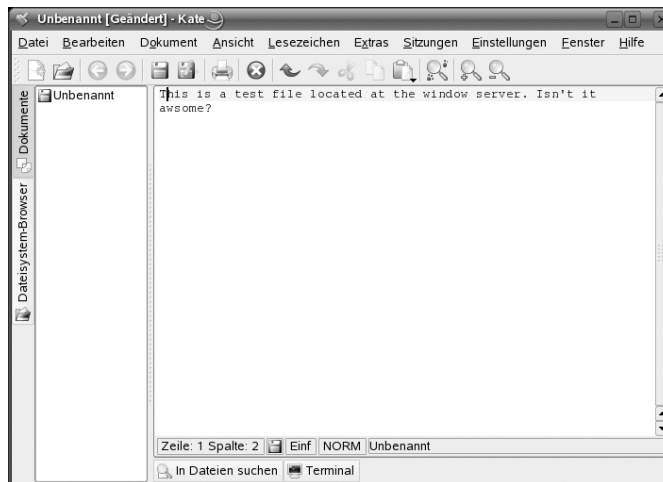 Unbenannt [Geändert] - Kate
Datei Bearbeiten Dokument Ansicht Lesezeichen Extras Sitzungen Einstellungen Fenster Hilfe
Dokumente
Dateisystem-Browser
Unbenannt
This is a test file located at the window server. Isn't it
awsome?
Zeile: 1 Spalte: 2 Einf NORM Unbenannt
In Dateien suchen Terminal